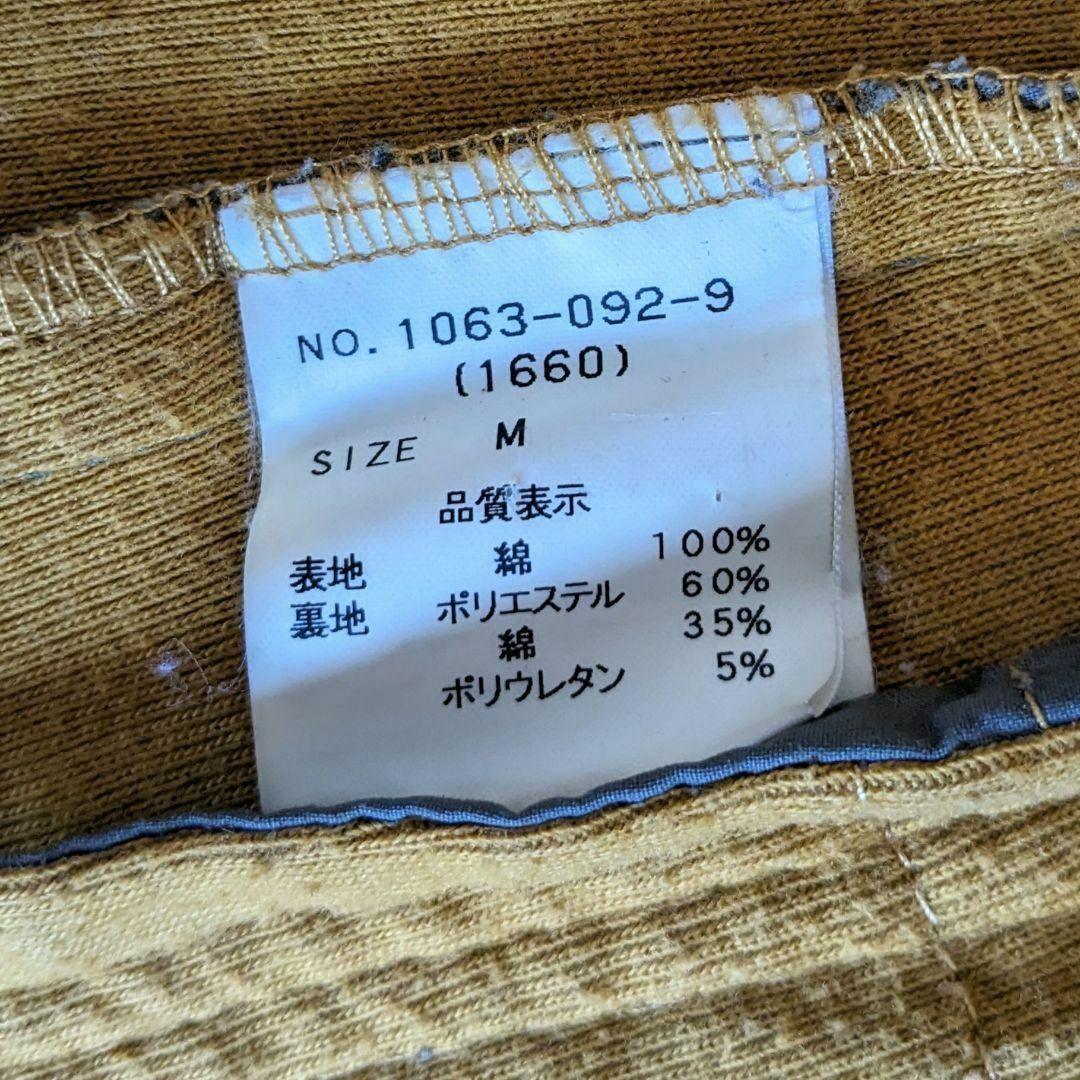 NO. 1063-092-9
(1660)
SIZE M
品質表示
表地 綿 100%
裏地 ポリエステル 60%
綿 35%
ポリウレタン 5%